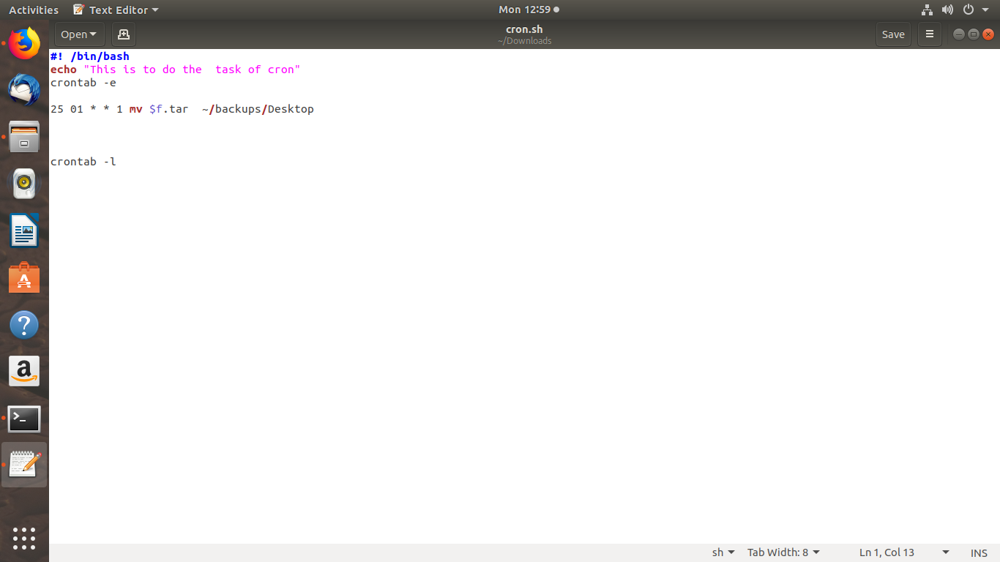 Activities Text Editor Mon 12:59
Open cron.sh Save
~/Downloads
#! /bin/bash
echo "This is to do the  task of cron"
crontab -e
25 01 * * 1 mv $f.tar  ~/backups/Desktop
crontab -l
sh Tab Width: 8 Ln 1, Col 13 INS